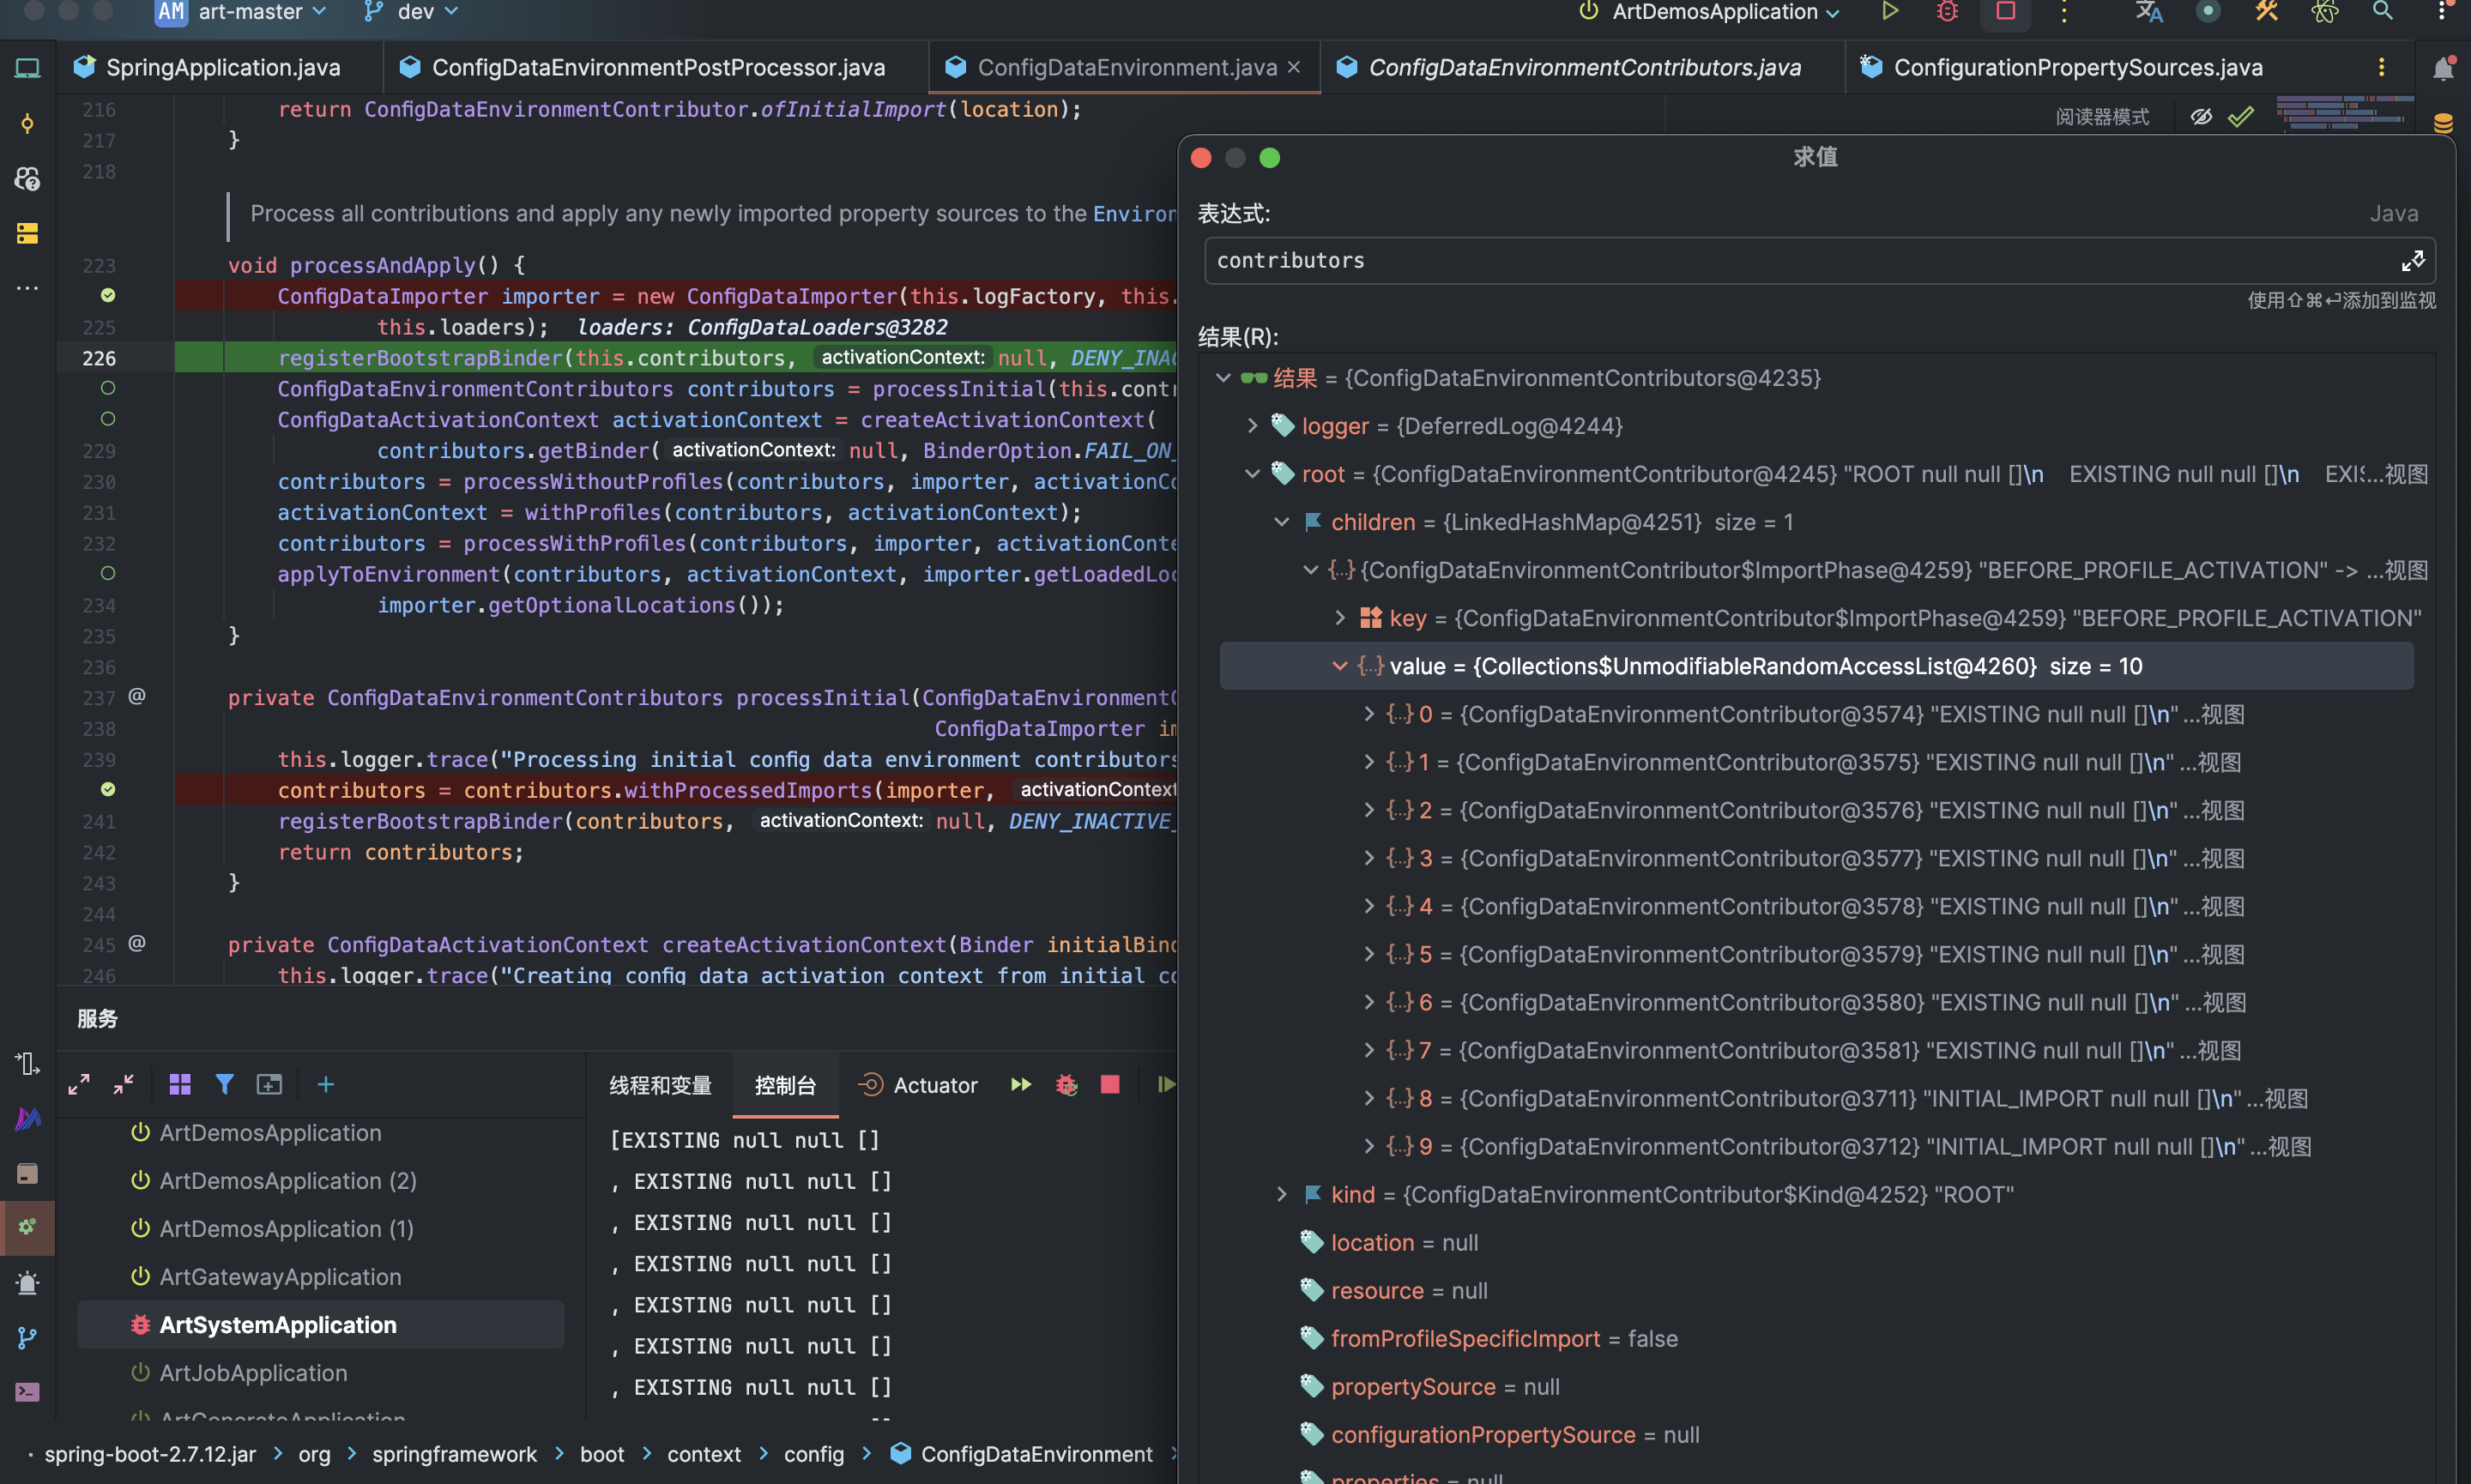 AM art-master dev ArtDemosApplication
SpringApplication.java ConfigDataEnvironmentPostProcessor.java ConfigDataEnvironment.java ConfigDataEnvironmentContributors.java ConfigurationPropertySources.java
216 return ConfigDataEnvironmentContributor.ofInitialImport(location);
阅读器模式
217 }
218
Process all contributions and apply any newly imported property sources to the Environ
223 void processAndApply() {
ConfigDataImporter importer = new ConfigDataImporter(this.logFactory, this.
225 this.loaders); loaders: ConfigDataLoaders@3282
226 registerBootstrapBinder(this.contributors, activationContext: null, DENY_INAC
ConfigDataEnvironmentContributors contributors = processInitial(this.contr
ConfigDataActivationContext activationContext = createActivationContext(
229 contributors.getBinder( activationContext: null, BinderOption.FAIL_ON_
230 contributors = processWithoutProfiles(contributors, importer, activationCo
231 activationContext = withProfiles(contributors, activationContext);
232 contributors = processWithProfiles(contributors, importer, activationConte
applyToEnvironment(contributors, activationContext, importer.getLoadedLoc
234 importer.getOptionalLocations());
235 }
236
237 @ private ConfigDataEnvironmentContributors processInitial(ConfigDataEnvironmentC
238 ConfigDataImporter im
239 this.logger.trace("Processing initial config data environment contributors
contributors = contributors.withProcessedImports(importer, activationContext
241 registerBootstrapBinder(contributors, activationContext: null, DENY_INACTIVE_
242 return contributors;
243 }
244
245 @ private ConfigDataActivationContext createActivationContext(Binder initialBind
246 this.logger.trace("Creating config data activation context from initial co
求值
表达式:
Java
contributors
使用⇧⌘↩添加到监视
结果(R):
结果 = {ConfigDataEnvironmentContributors@4235}
logger = {DeferredLog@4244}
root = {ConfigDataEnvironmentContributor@4245} "ROOT null null []\n EXISTING null null []\n EXIS...视图
children = {LinkedHashMap@4251} size = 1
{...} {ConfigDataEnvironmentContributor$ImportPhase@4259} "BEFORE_PROFILE_ACTIVATION" -> ...视图
key = {ConfigDataEnvironmentContributor$ImportPhase@4259} "BEFORE_PROFILE_ACTIVATION"
{...} value = {Collections$UnmodifiableRandomAccessList@4260} size = 10
{...} 0 = {ConfigDataEnvironmentContributor@3574} "EXISTING null null []\n" ...视图
{...} 1 = {ConfigDataEnvironmentContributor@3575} "EXISTING null null []\n" ...视图
{...} 2 = {ConfigDataEnvironmentContributor@3576} "EXISTING null null []\n" ...视图
{...} 3 = {ConfigDataEnvironmentContributor@3577} "EXISTING null null []\n" ...视图
{...} 4 = {ConfigDataEnvironmentContributor@3578} "EXISTING null null []\n" ...视图
{...} 5 = {ConfigDataEnvironmentContributor@3579} "EXISTING null null []\n" ...视图
{...} 6 = {ConfigDataEnvironmentContributor@3580} "EXISTING null null []\n" ...视图
{...} 7 = {ConfigDataEnvironmentContributor@3581} "EXISTING null null []\n" ...视图
{...} 8 = {ConfigDataEnvironmentContributor@3711} "INITIAL_IMPORT null null []\n" ...视图
{...} 9 = {ConfigDataEnvironmentContributor@3712} "INITIAL_IMPORT null null []\n" ...视图
kind = {ConfigDataEnvironmentContributor$Kind@4252} "ROOT"
location = null
resource = null
fromProfileSpecificImport = false
propertySource = null
configurationPropertySource = null
properties = null
服务
线程和变量 控制台 Actuator
ArtDemosApplication
ArtDemosApplication (2)
ArtDemosApplication (1)
ArtGatewayApplication
ArtSystemApplication
ArtJobApplication
ArtGenerateApplication
[EXISTING null null []
, EXISTING null null []
, EXISTING null null []
, EXISTING null null []
, EXISTING null null []
, EXISTING null null []
, EXISTING null null []
spring-boot-2.7.12.jar > org > springframework > boot > context > config > ConfigDataEnvironment >